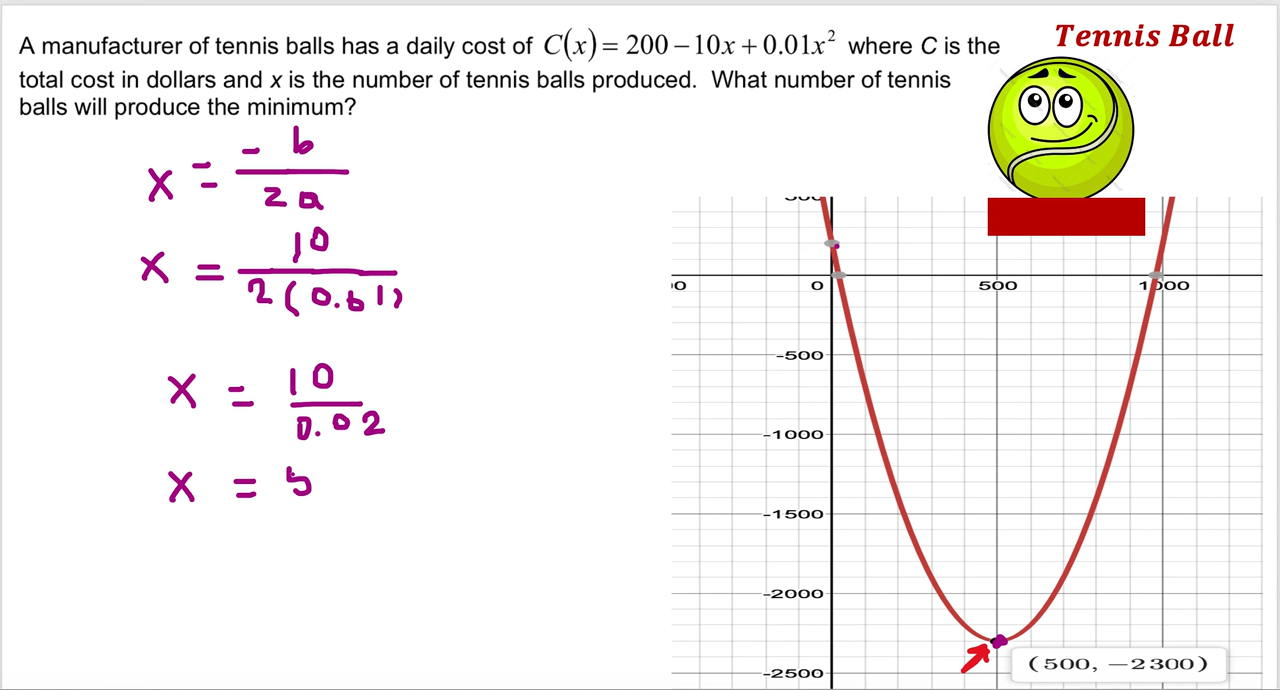 Tennis Ball
A manufacturer of tennis balls has a daily cost of C(x) = 200 − 10x + 0.01x² where C is the
total cost in dollars and x is the number of tennis balls produced. What number of tennis
balls will produce the minimum?
x = -b/2a
x = 10/2(0.01)
x = 10/0.02
x = 5
0 500 1000
-500
-1000
-1500
-2000
-2500
(500, −2300)